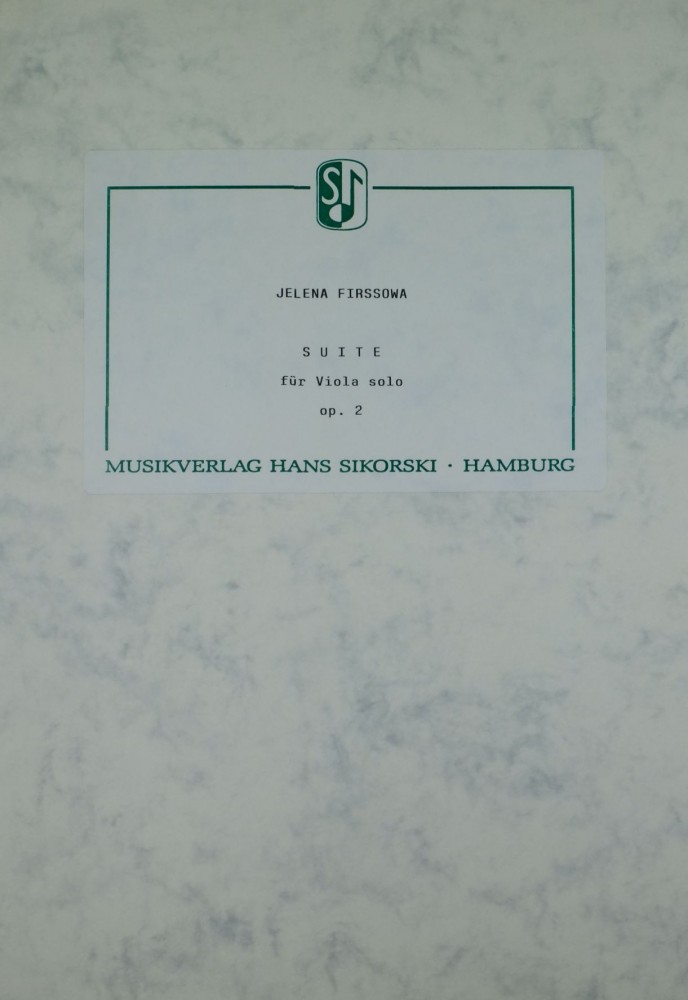 JELENA FIRSSOWA
S U I T E
für Viola solo
op. 2
MUSIKVERLAG HANS SIKORSKI · HAMBURG